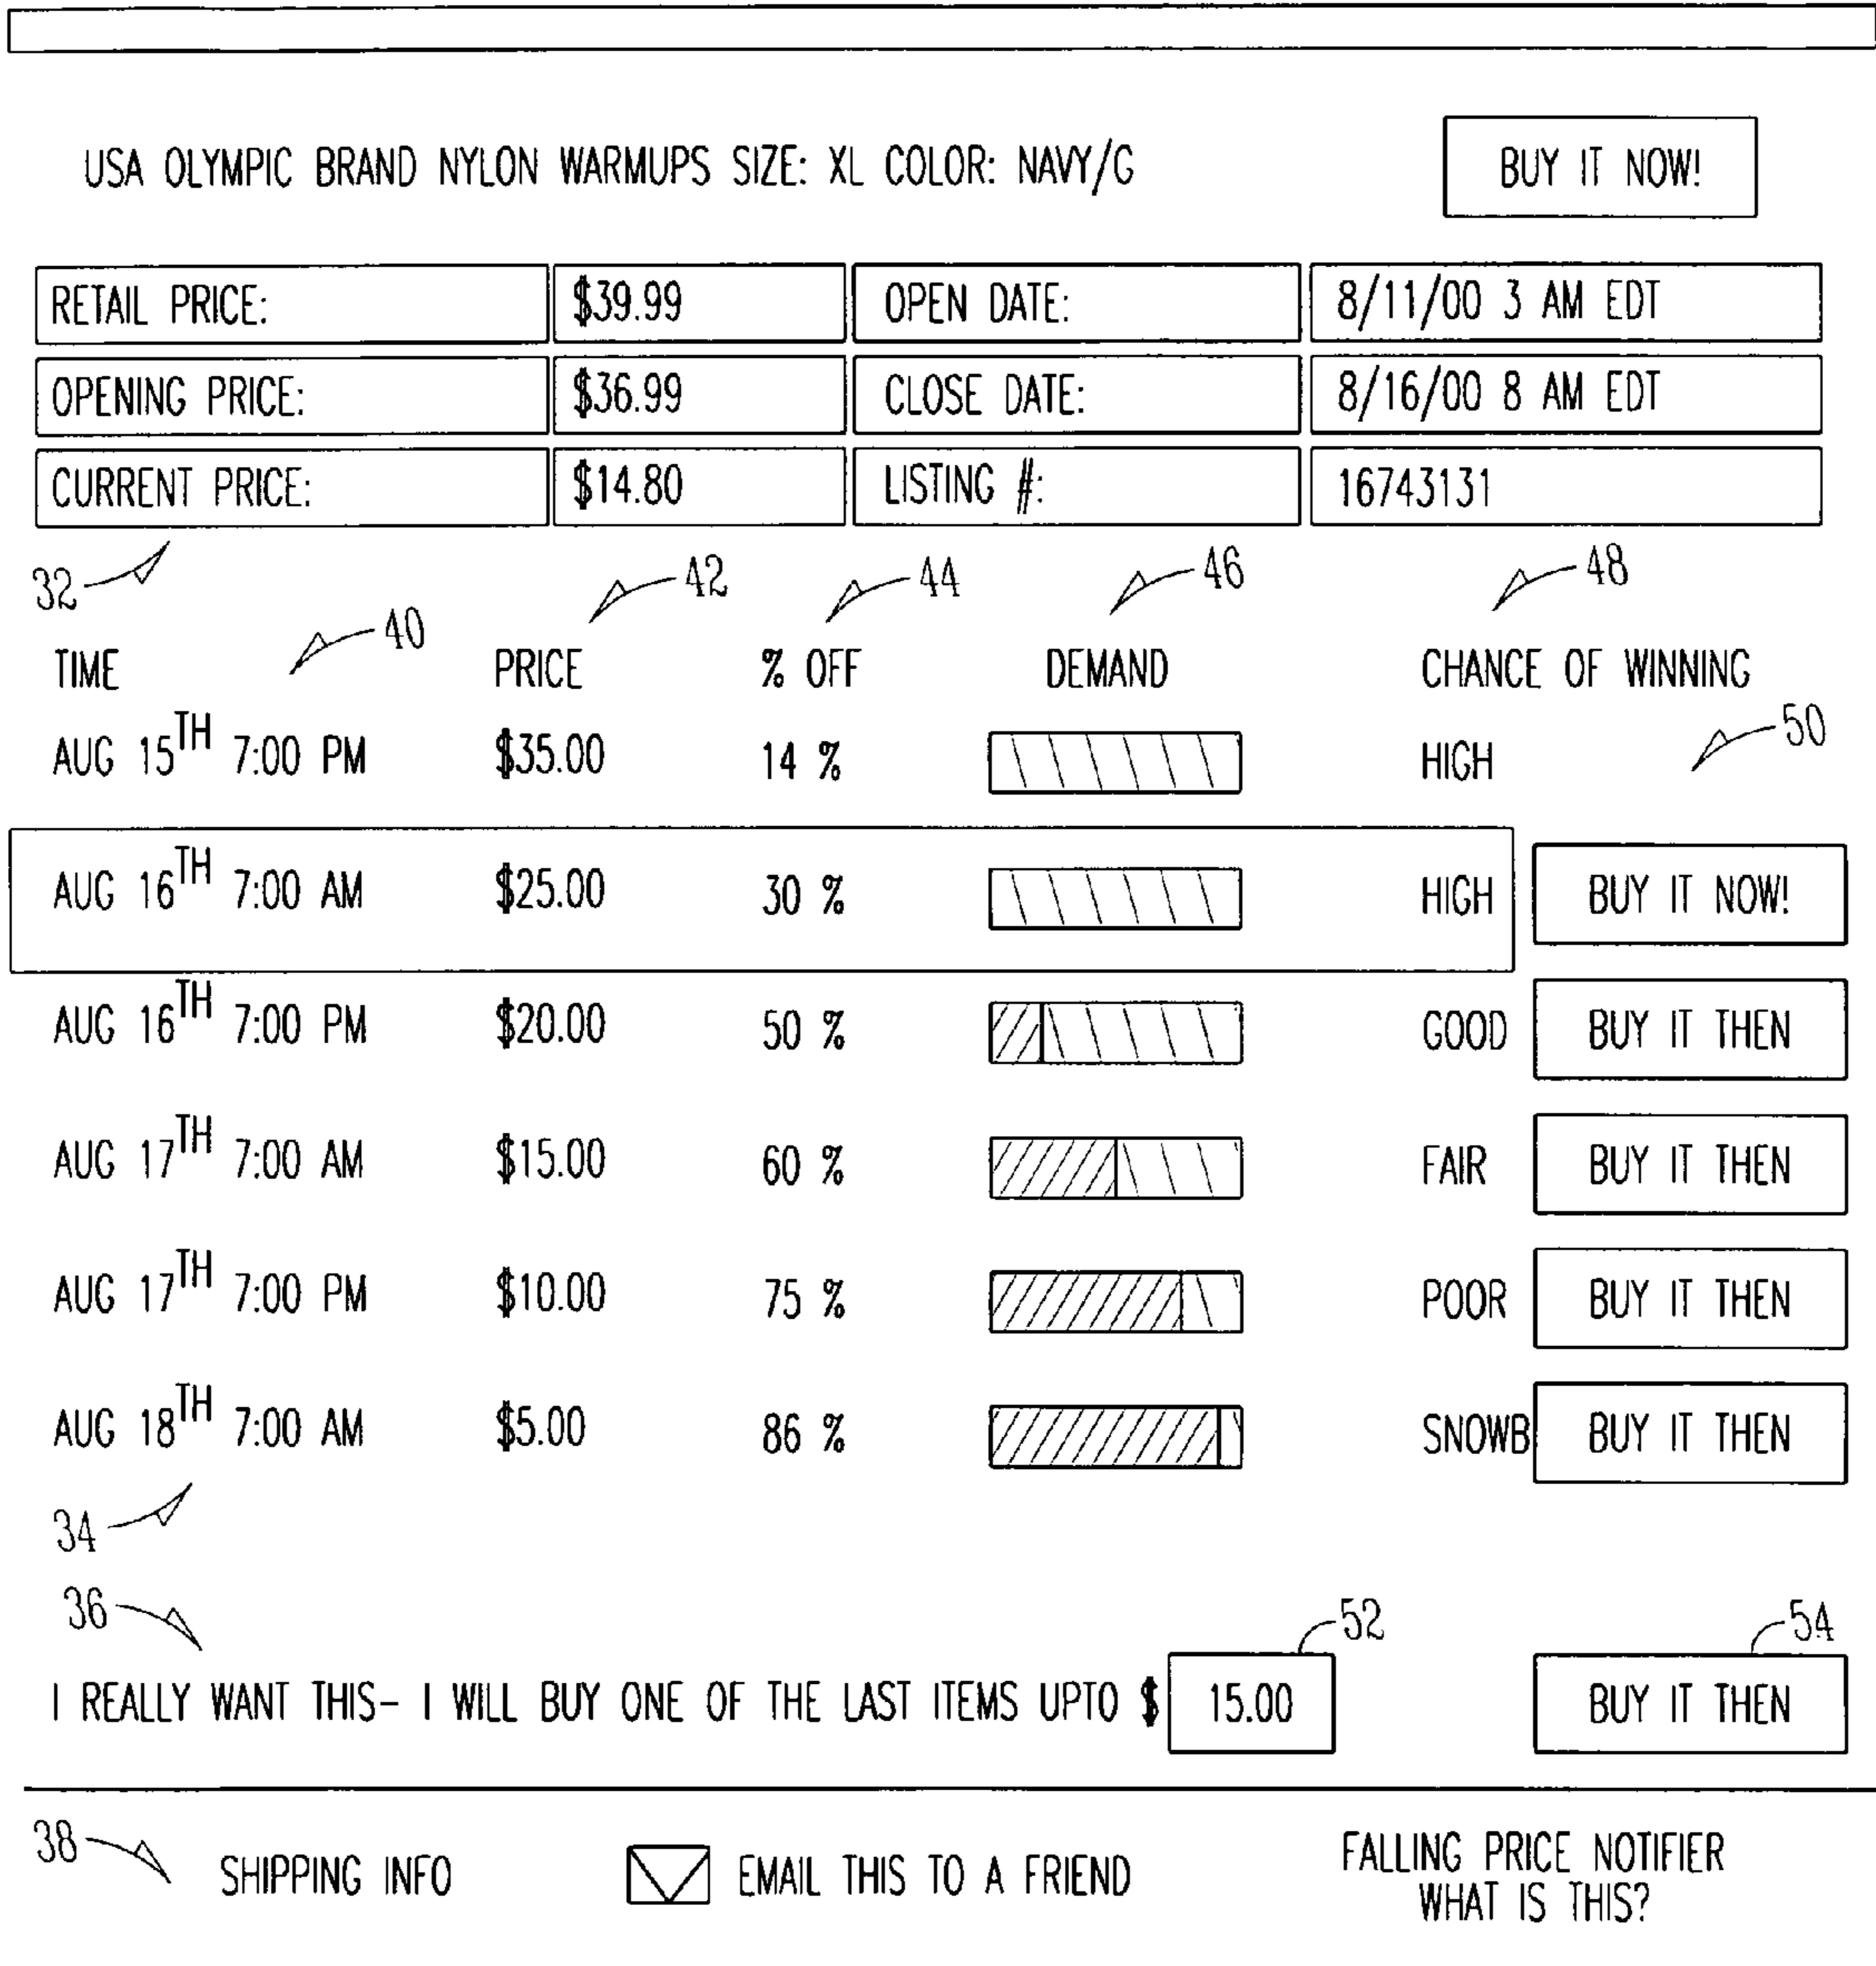 USA OLYMPIC BRAND NYLON WARMUPS SIZE: XL COLOR: NAVY/G BUY IT NOW!
RETAIL PRICE: $39.99 OPEN DATE: 8/11/00 3 AM EDT
OPENING PRICE: $36.99 CLOSE DATE: 8/16/00 8 AM EDT
CURRENT PRICE: $14.80 LISTING #: 16743131
32 40 42 44 46 48
TIME PRICE % OFF DEMAND CHANCE OF WINNING
AUG 15TH 7:00 PM $35.00 14 % HIGH 50
AUG 16TH 7:00 AM $25.00 30 % HIGH BUY IT NOW!
AUG 16TH 7:00 PM $20.00 50 % GOOD BUY IT THEN
AUG 17TH 7:00 AM $15.00 60 % FAIR BUY IT THEN
AUG 17TH 7:00 PM $10.00 75 % POOR BUY IT THEN
AUG 18TH 7:00 AM $5.00 86 % SNOWB BUY IT THEN
34
36 52 54
I REALLY WANT THIS- I WILL BUY ONE OF THE LAST ITEMS UPTO $ 15.00 BUY IT THEN
38 SHIPPING INFO EMAIL THIS TO A FRIEND FALLING PRICE NOTIFIER
WHAT IS THIS?